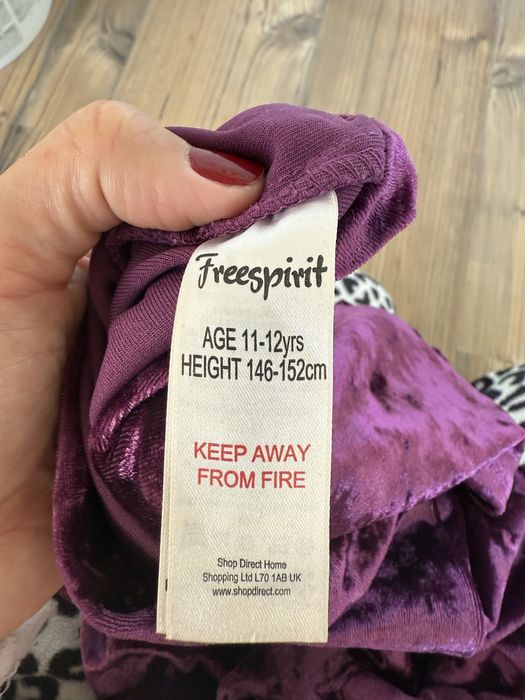 Freespirit
AGE 11-12yrs
HEIGHT 146-152cm
KEEP AWAY
FROM FIRE
Shop Direct Home
Shopping Ltd L70 1AB UK
www.shopdirect.com